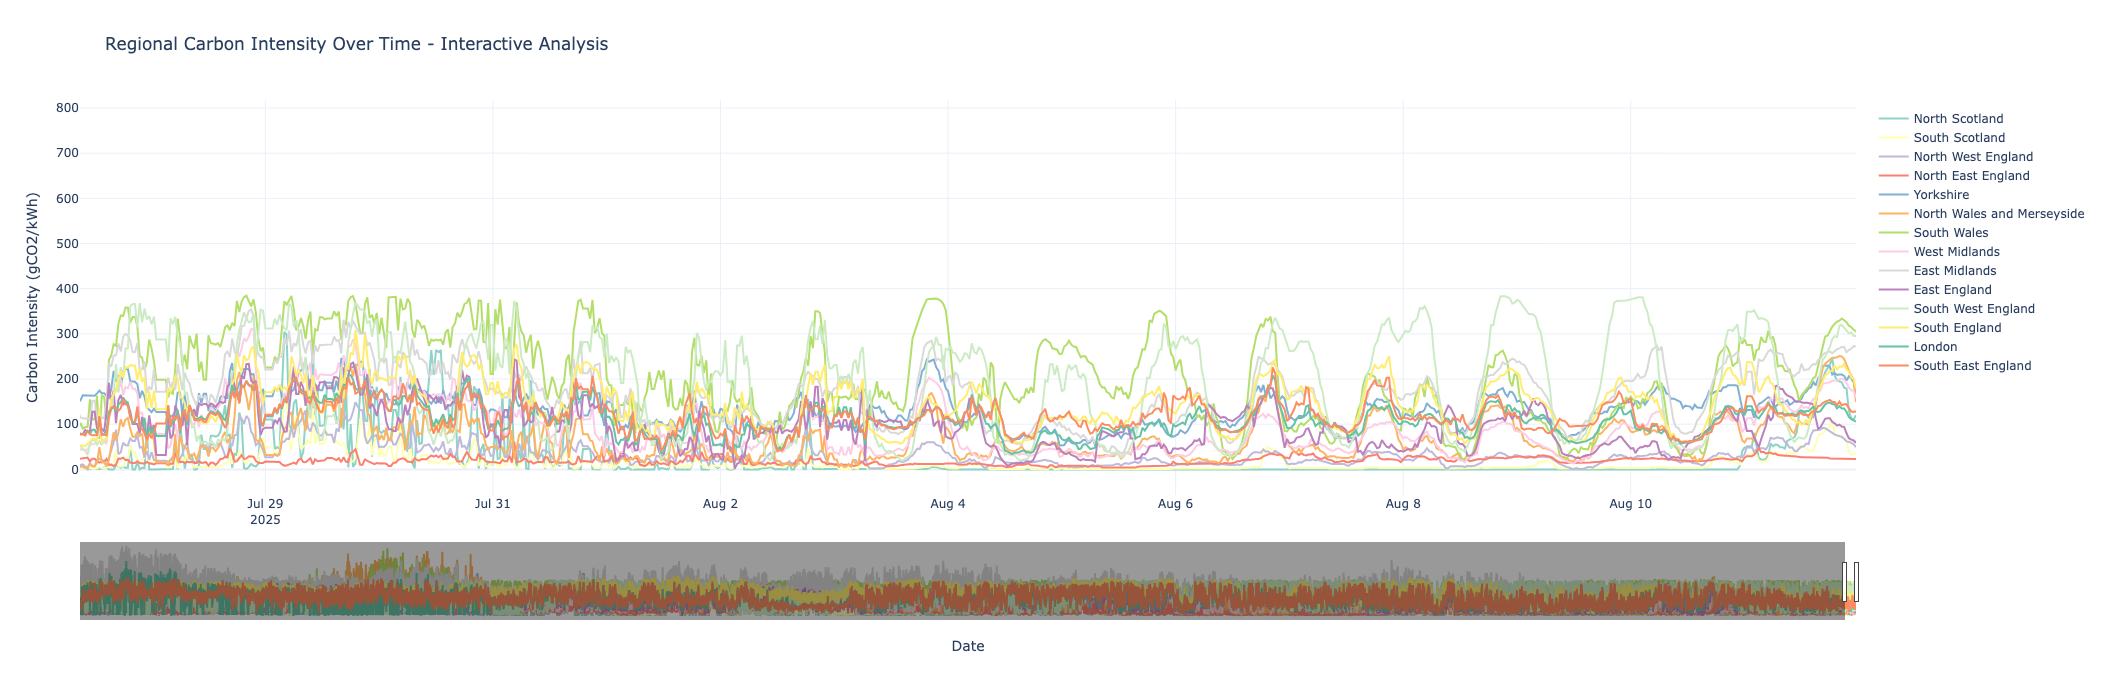 Regional Carbon Intensity Over Time - Interactive Analysis
Carbon Intensity (gCO2/kWh)
800
700
600
500
400
300
200
100
0
Jul 29
2025
Jul 31
Aug 2
Aug 4
Aug 6
Aug 8
Aug 10
Date
North Scotland
South Scotland
North West England
North East England
Yorkshire
North Wales and Merseyside
South Wales
West Midlands
East Midlands
East England
South West England
South England
London
South East England